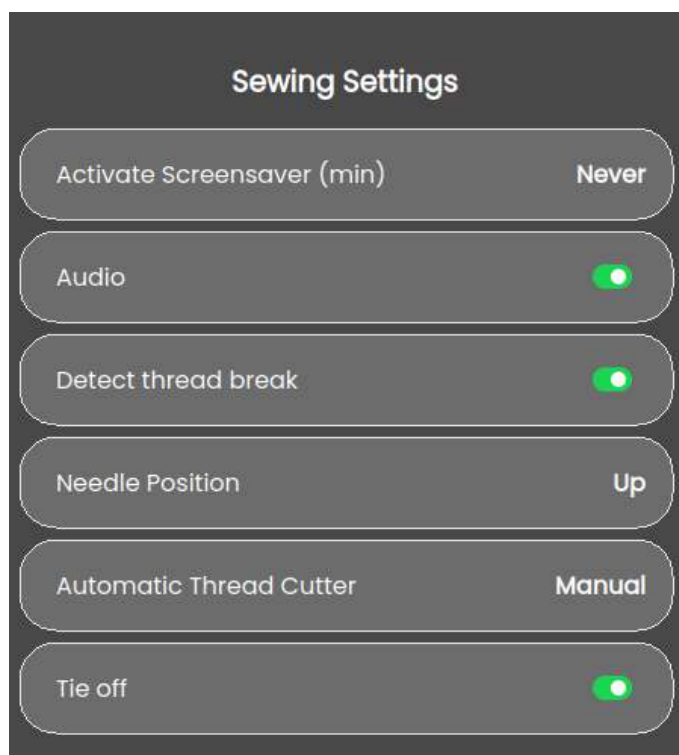 Sewing Settings
Activate Screensaver (min) Never
Audio
Detect thread break
Needle Position Up
Automatic Thread Cutter Manual
Tie off